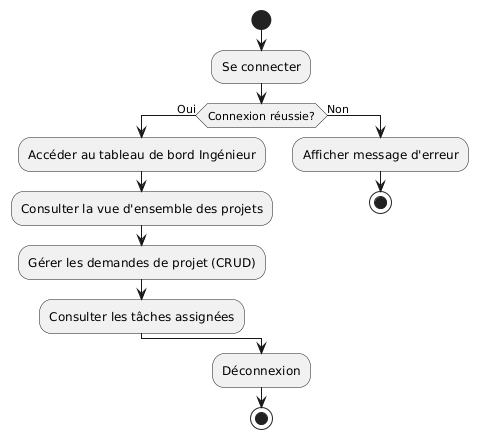 Se connecter
Connexion réussie?
Oui
Non
Accéder au tableau de bord Ingénieur
Afficher message d'erreur
Consulter la vue d'ensemble des projets
Gérer les demandes de projet (CRUD)
Consulter les tâches assignées
Déconnexion